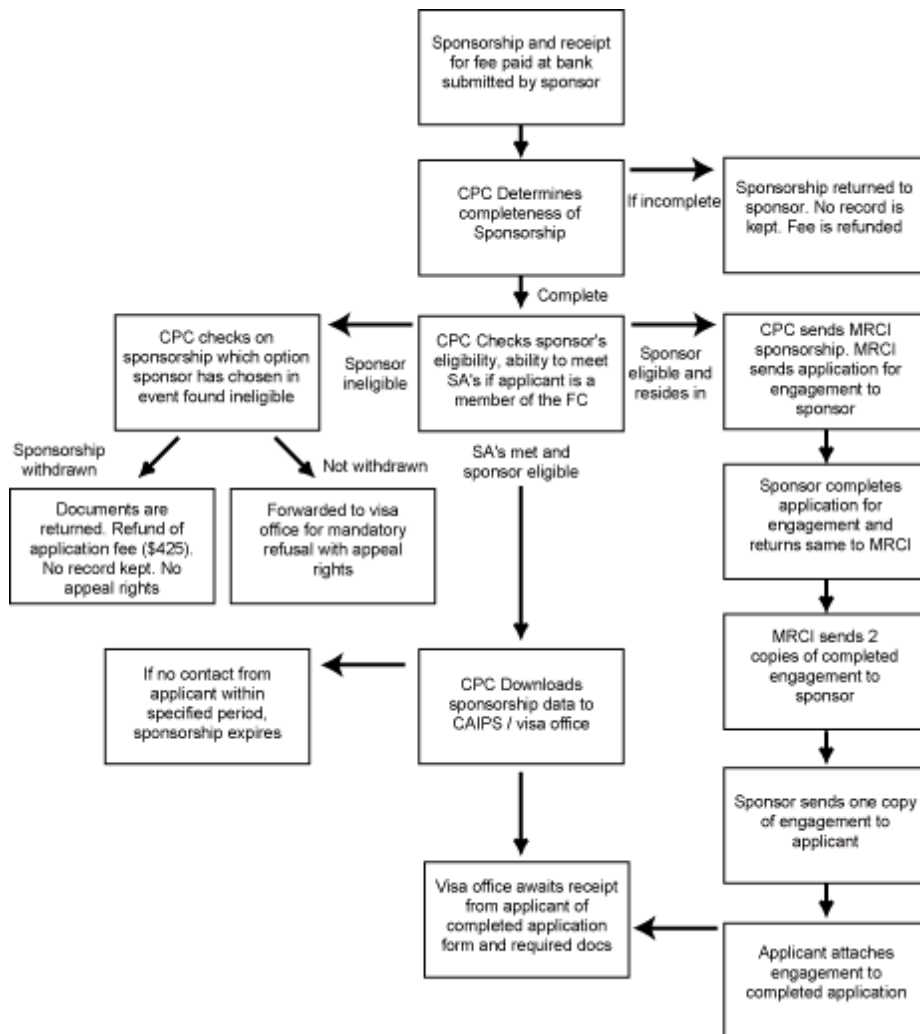 Sponsorship and receipt
for fee paid at bank
submitted by sponsor
CPC Determines
completeness of
Sponsorship
If incomplete
Sponsorship returned to
sponsor. No record is
kept. Fee is refunded
Complete
CPC checks on
sponsorship which option
sponsor has chosen in
event found ineligible
Sponsor
ineligible
CPC Checks sponsor's
eligibility, ability to meet
SA's if applicant is a
member of the FC
Sponsor
eligible and
resides in
CPC sends MRCI
sponsorship. MRCI
sends application for
engagement to
sponsor
Sponsorship
withdrawn
Not withdrawn
SA's met and
sponsor eligible
Documents are
returned. Refund of
application fee ($425).
No record kept. No
appeal rights
Forwarded to visa
office for mandatory
refusal with appeal
rights
Sponsor completes
application for
engagement and
returns same to MRCI
MRCI sends 2
copies of completed
engagement to
sponsor
If no contact from
applicant within
specified period,
sponsorship expires
CPC Downloads
sponsorship data to
CAIPS / visa office
Sponsor sends one copy
of engagement to
applicant
Visa office awaits receipt
from applicant of
completed application
form and required docs
Applicant attaches
engagement to
completed application